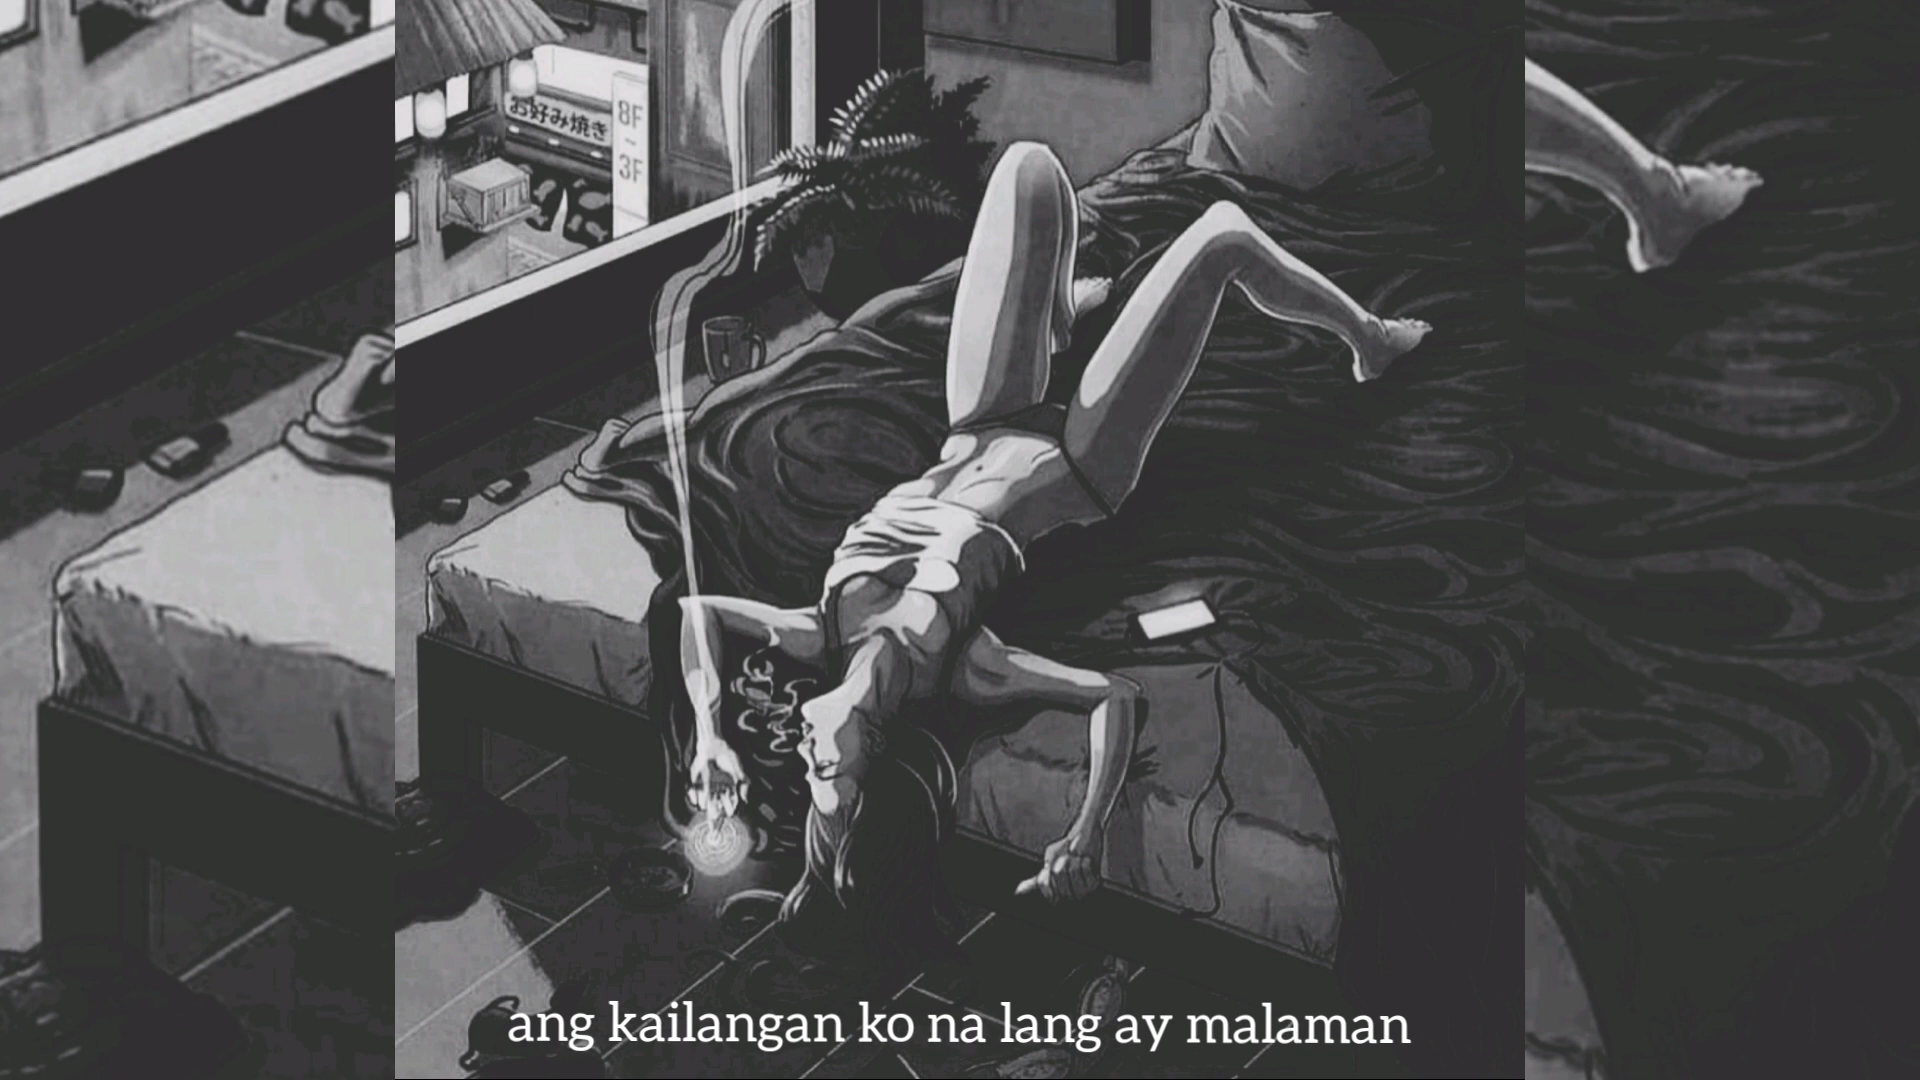 お好み焼き
8F
~
3F
ang kailangan ko na lang ay malaman